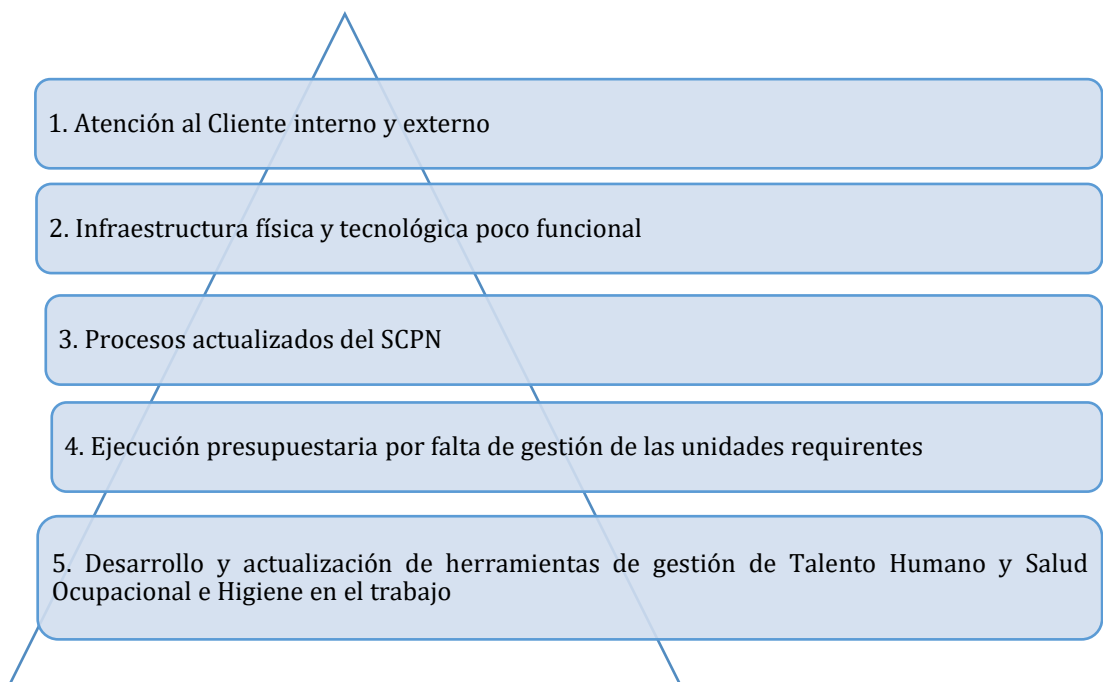 1. Atención al Cliente interno y externo
2. Infraestructura física y tecnológica poco funcional
3. Procesos actualizados del SCPN
4. Ejecución presupuestaria por falta de gestión de las unidades requirentes
5. Desarrollo y actualización de herramientas de gestión de Talento Humano y Salud
Ocupacional e Higiene en el trabajo